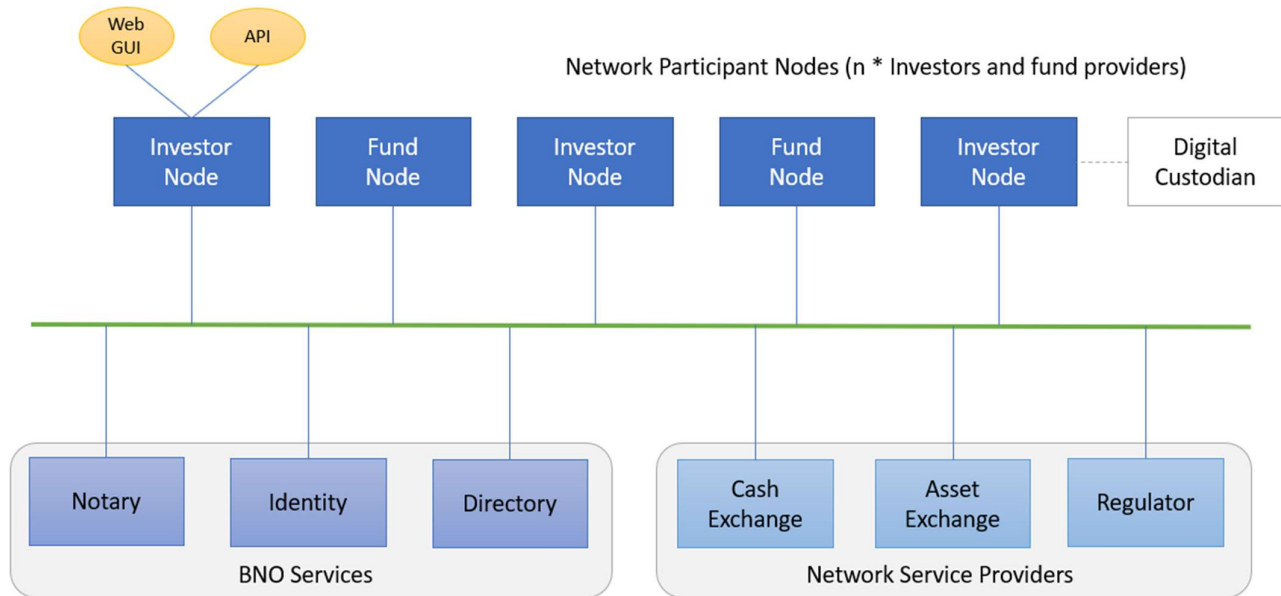 Web
GUI
API
Network Participant Nodes (n * Investors and fund providers)
Investor
Node
Fund
Node
Investor
Node
Fund
Node
Investor
Node
Digital
Custodian
Notary
Identity
Directory
BNO Services
Cash
Exchange
Asset
Exchange
Regulator
Network Service Providers